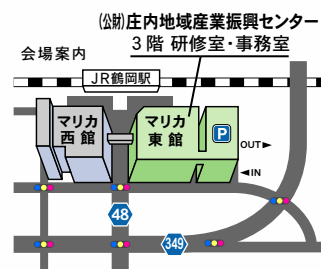 (公財)庄内地域産業振興センター
3階 研修室・事務室
会場案内
JR鶴岡駅
マリカ
西館
マリカ
東館
P
OUT►
◄IN
48
349